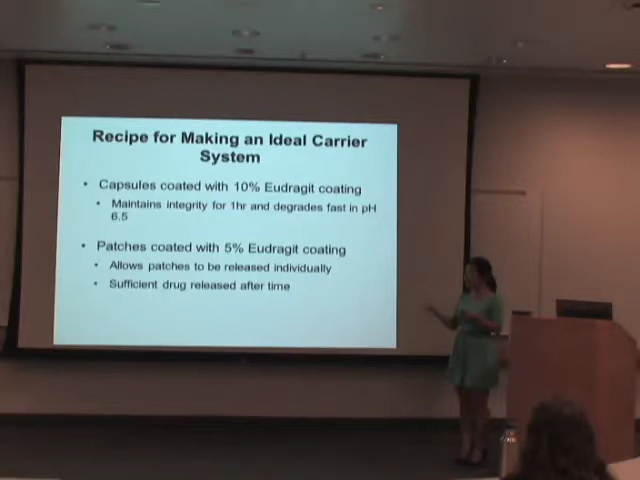 Recipe for Making an Ideal Carrier
System
• Capsules coated with 10% Eudragit coating
• Maintains integrity for 1hr and degrades fast in pH
6.5
• Patches coated with 5% Eudragit coating
• Allows patches to be released individually
• Sufficient drug released after time